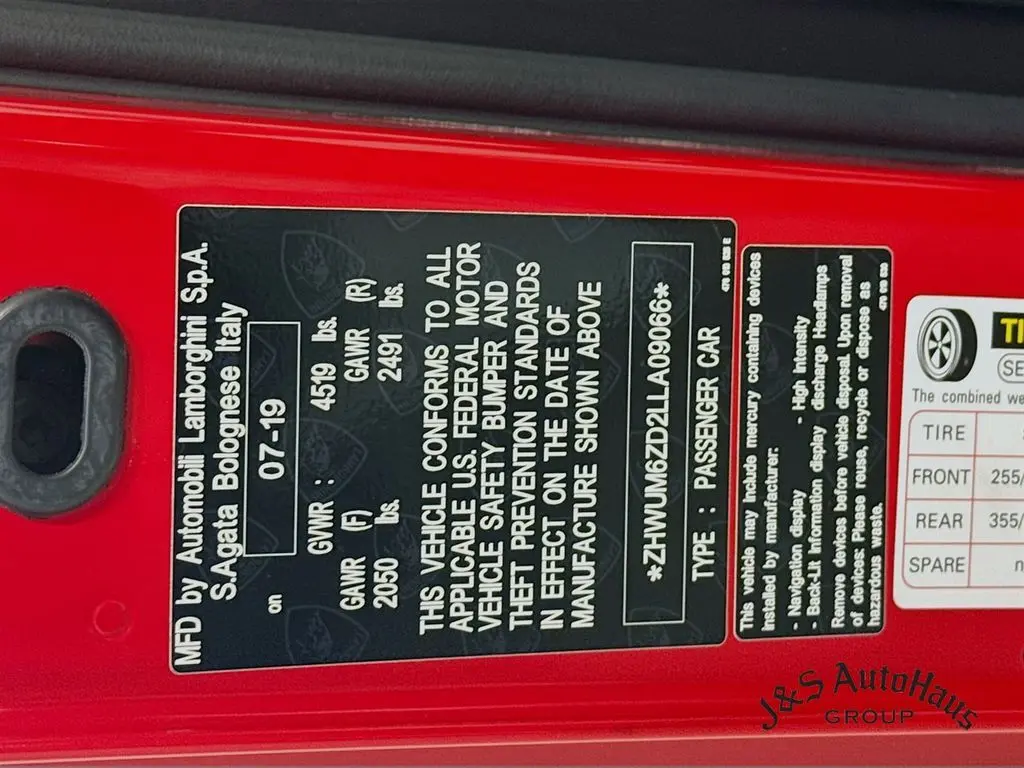 MFD by Automobili Lamborghini S.p.A.
S.Agata Bolognese Italy
on 07-19
GVWR : 4519 lbs.
GAWR (F) GAWR (R)
2050 lbs. 2491 lbs.
THIS VEHICLE CONFORMS TO ALL
APPLICABLE U.S. FEDERAL MOTOR
VEHICLE SAFETY BUMPER AND
THEFT PREVENTION STANDARDS
IN EFFECT ON THE DATE OF
MANUFACTURE SHOWN ABOVE
*ZHWUM6ZD2LLA09066*
TYPE : PASSENGER CAR
This vehicle may include mercury containing devices
installed by manufacturer:
- Navigation display - High Intensity
- Back-Lit Information display discharge Headlamps
Remove devices before vehicle disposal. Upon removal
of devices: Please reuse, recycle or dispose as
hazardous waste.
The combined we
TIRE
FRONT 255/
REAR 355/
SPARE n
J&S AutoHaus
GROUP